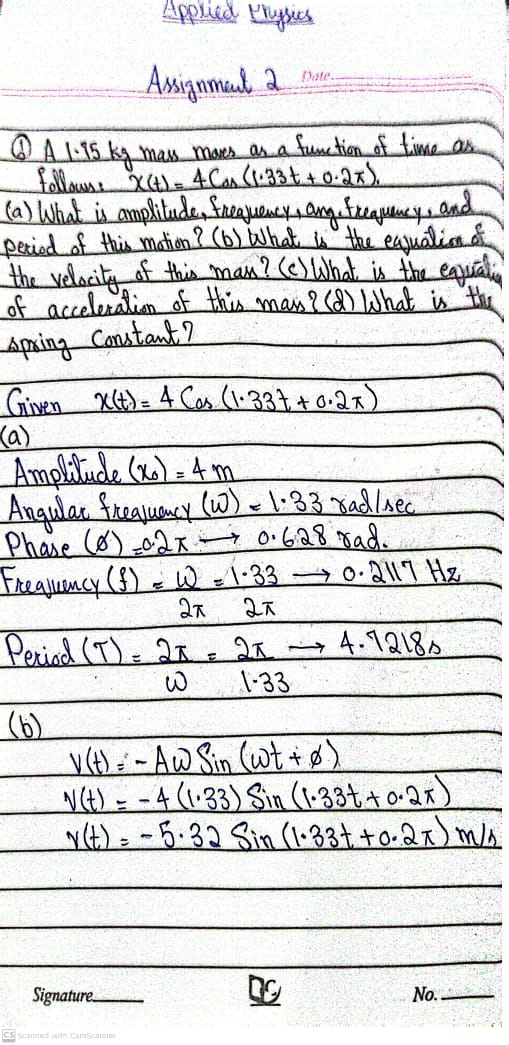 Applied Physics
Assignment 2 Date.
① A 1.75 kg mass moves as a function of time as
follows: X(t) = 4 Cos (1.33t + 0.2π).
(a) What is amplitude, frequency, ang. frequency, and
period of this motion? (b) What is the equation of
the velocity of this mass? (c) What is the equation
of acceleration of this mass? (d) What is the
spring Constant?
Given X(t) = 4 Cos (1.33t + 0.2π)
(a)
Amplitude (x₀) = 4 m
Angular frequency (W) = 1.33 rad/sec
Phase (ø) = 0.2π → 0.628 rad.
Frequency (f) = W = 1.33 → 0.2117 Hz
2π 2π
Period (T) = 2π = 2π → 4.7218s
W 1.33
(b)
V(t) = - AW Sin (wt + ø)
V(t) = - 4 (1.33) Sin (1.33t + 0.2π)
V(t) = - 5.32 Sin (1.33t + 0.2π) m/s
Signature No.
CS Scanned with CamScanner